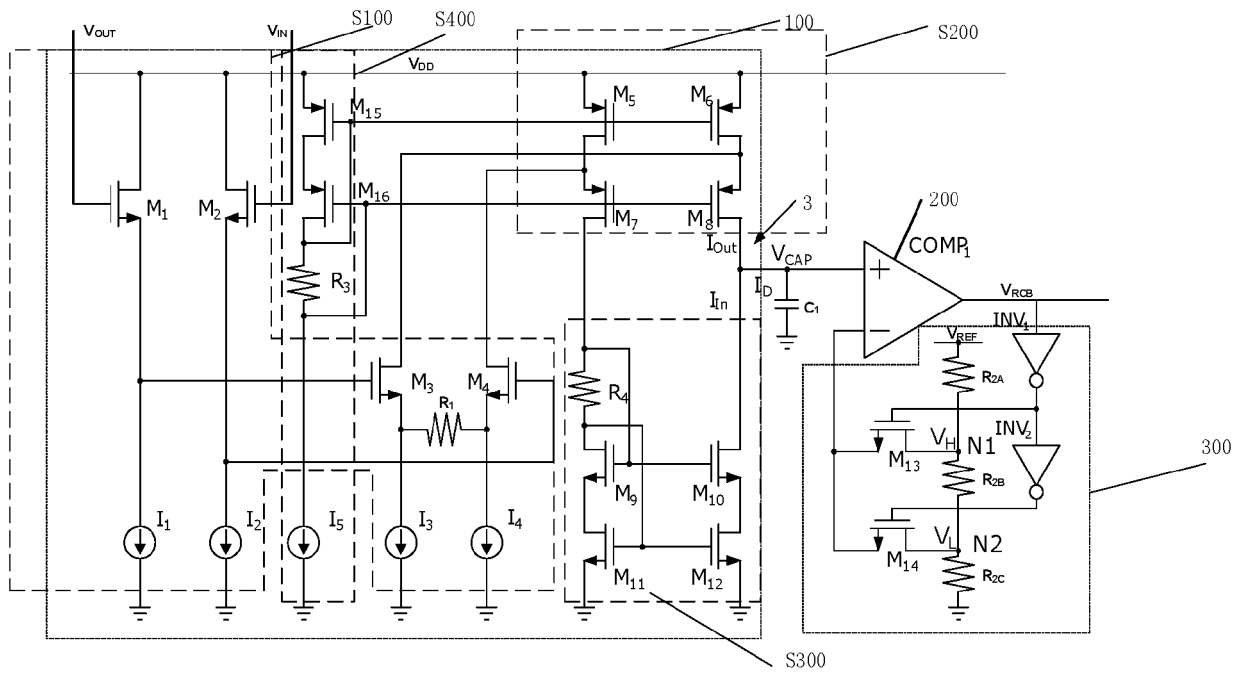 S100
S400
100
S200
VOUT
VIN
VDD
M15
M5
M6
M16
M1
M2
M7
M8
3
200
IOut
VCAP
COMP1
R3
IIn
ID
C1
VRCB
INV1
VREF
M3
M4
R1
R4
R2A
INV2
VH
N1
M13
300
M9
M10
R2B
I1
I2
I5
I3
I4
VL
N2
M14
M11
M12
R2C
S300